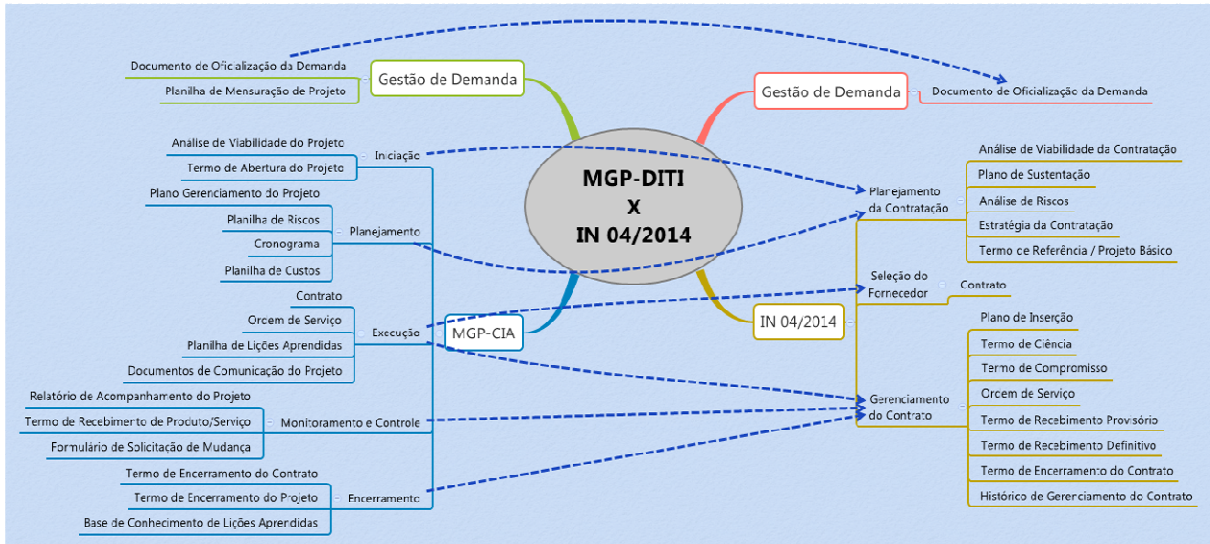 Documento de Oficialização da Demanda
Planilha de Mensuração de Projeto
Gestão de Demanda
Análise de Viabilidade do Projeto
Termo de Abertura do Projeto
Iniciação
Plano Gerenciamento do Projeto
Planilha de Riscos
Cronograma
Planilha de Custos
Planejamento
Contrato
Ordem de Serviço
Planilha de Lições Aprendidas
Documentos de Comunicação do Projeto
Execução
MGP-CIA
Relatório de Acompanhamento do Projeto
Termo de Recebimento de Produto/Serviço
Formulário de Solicitação de Mudança
Monitoramento e Controle
Termo de Encerramento do Contrato
Termo de Encerramento do Projeto
Base de Conhecimento de Lições Aprendidas
Encerramento
MGP-DITI
X
IN 04/2014
Gestão de Demanda
Documento de Oficialização da Demanda
IN 04/2014
Planejamento
da Contratação
Análise de Viabilidade da Contratação
Plano de Sustentação
Análise de Riscos
Estratégia da Contratação
Termo de Referência / Projeto Básico
Seleção do
Fornecedor
Contrato
Gerenciamento
do Contrato
Plano de Inserção
Termo de Ciência
Termo de Compromisso
Ordem de Serviço
Termo de Recebimento Provisório
Termo de Recebimento Definitivo
Termo de Encerramento do Contrato
Histórico de Gerenciamento do Contrato